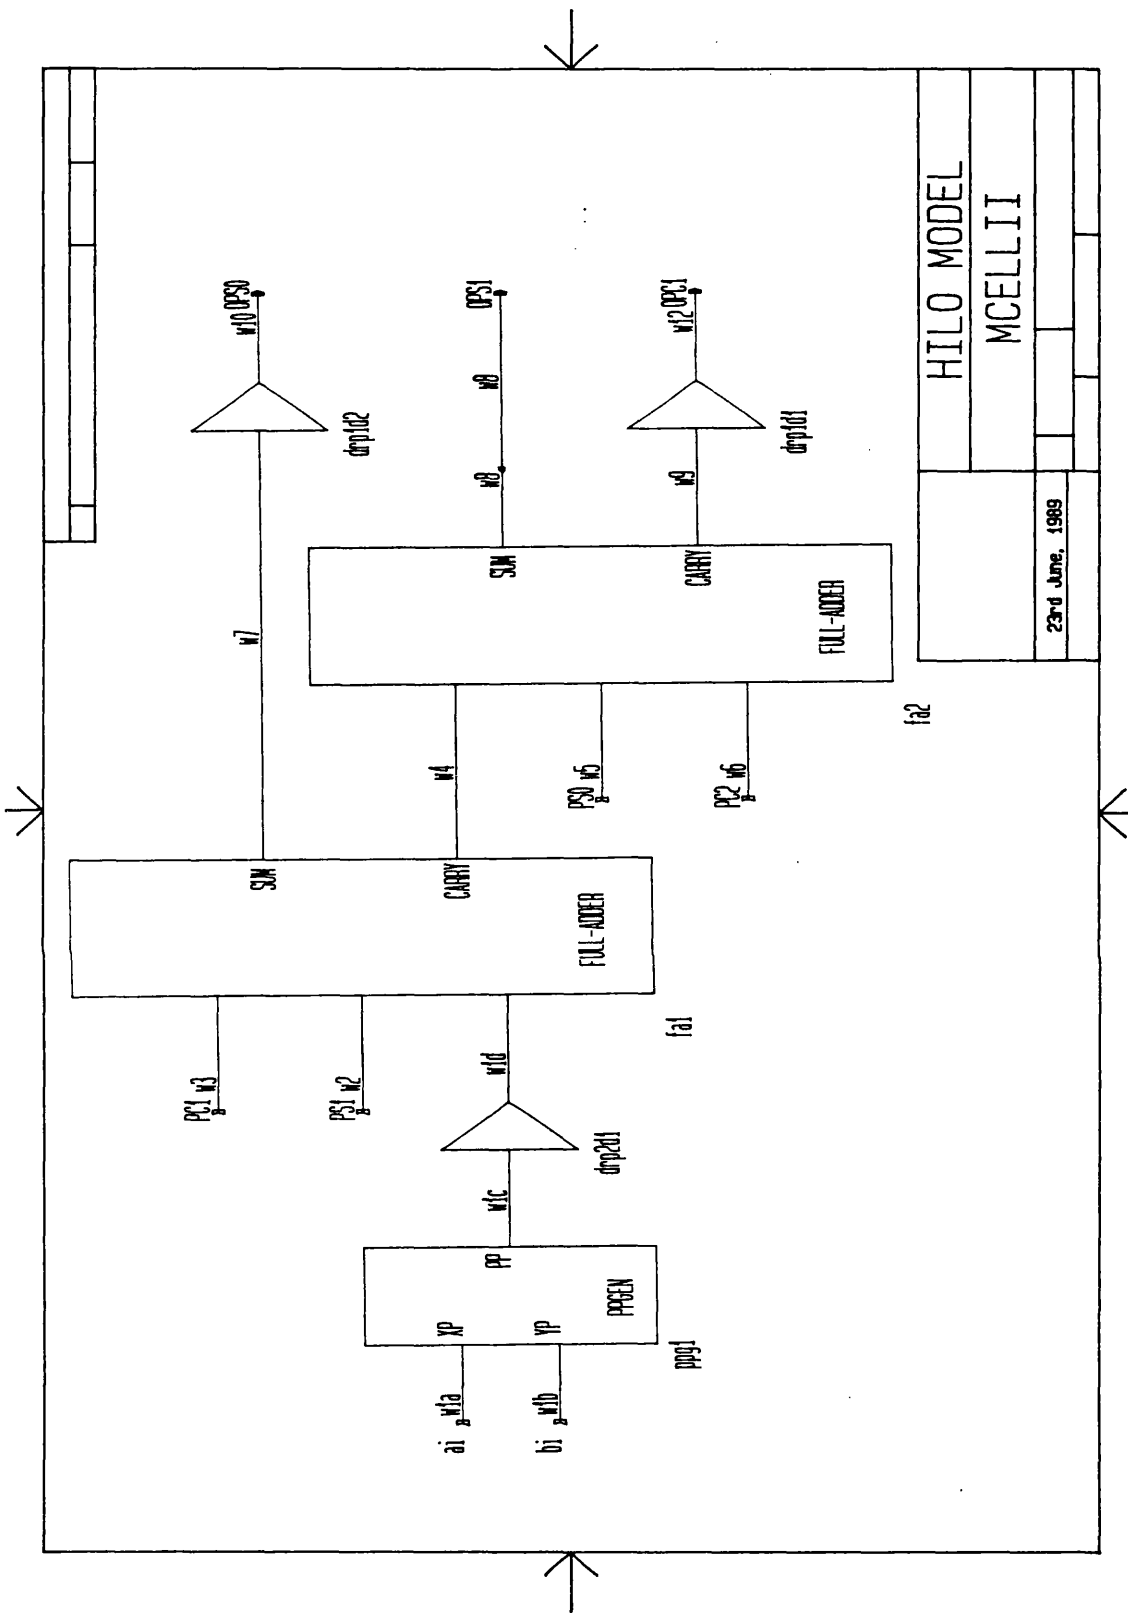 w10 OPS0
drp1d2
w7
w8
w8
OPS1
w12 OPC1
drp1d1
w9
SUM
CARRY
FULL-ADDER
fa2
w4
PS0 w5
PC2 w6
SUM
CARRY
FULL-ADDER
fa1
PC1 w3
PS1 w2
w1d
drp2d1
w1c
PP
XP
YP
PPGEN
ppg1
ai w1a
bi w1b
HILO MODEL
MCELLII
23rd June, 1989